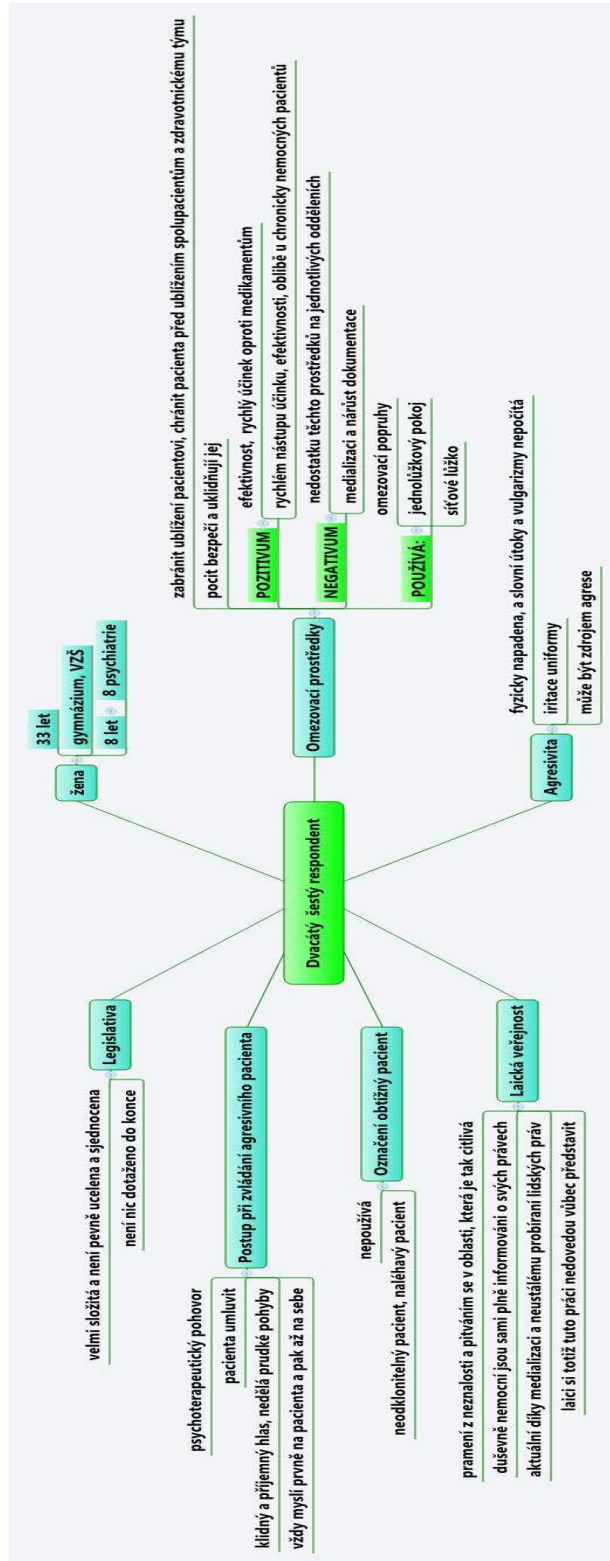 Dvacátý šestý respondent
žena
33 let
gymnázium, VZŠ
8 let
8 psychiatrie
Omezovací prostředky
zabránit ublížení pacientovi, chránit pacienta před ublížením spolupacientům a zdravotnickému týmu
pocit bezpečí a uklidňují jej
POZITIVUM
efektivnost, rychlý účinek oproti medikamentům
rychlém nástupu účinku, efektivnosti, oblibě u chronicky nemocných pacientů
NEGATIVUM
nedostatku těchto prostředků na jednotlivých odděleních
medializaci a nárůst dokumentace
POUŽÍVÁ:
omezovací popruhy
jednolůžkový pokoj
síťové lůžko
Agresivita
fyzicky napadena, a slovní útoky a vulgarizmy nepočítá
iritace uniformy
může být zdrojem agrese
Legislativa
velmi složitá a není pevně ucelena a sjednocena
není nic dotaženo do konce
Postup při zvládání agresivního pacienta
psychoterapeutický pohovor
pacienta umluvit
klidný a příjemný hlas, nedělá prudké pohyby
vždy myslí prvně na pacienta a pak až na sebe
Označení obtížný pacient
nepoužívá
neodklonitelný pacient, naléhavý pacient
Laická veřejnost
pramení z neznalosti a pitváním se v oblasti, která je tak citlivá
duševně nemocní jsou sami plně informováni o svých právech
aktuální díky medializaci a neustálému probíraní lidských práv
laici si totiž tuto práci nedovedou vůbec představit